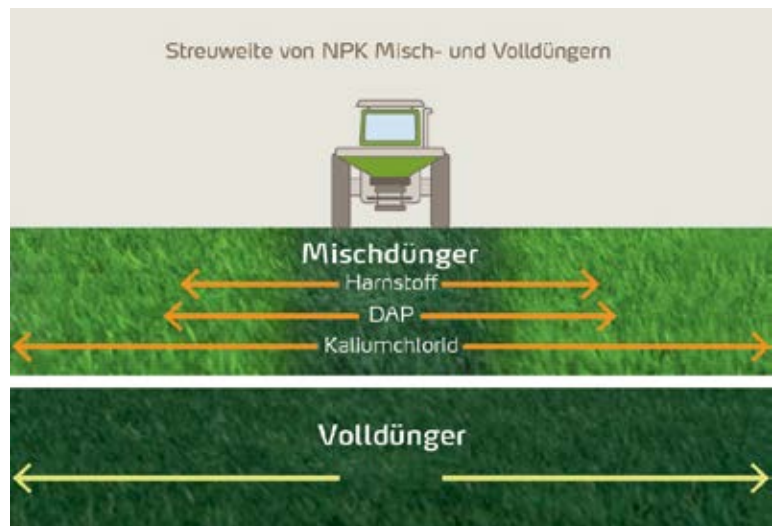 Streuweite von NPK Misch- und Volldüngern
Mischdünger
Harnstoff
DAP
Kaliumchlorid
Volldünger